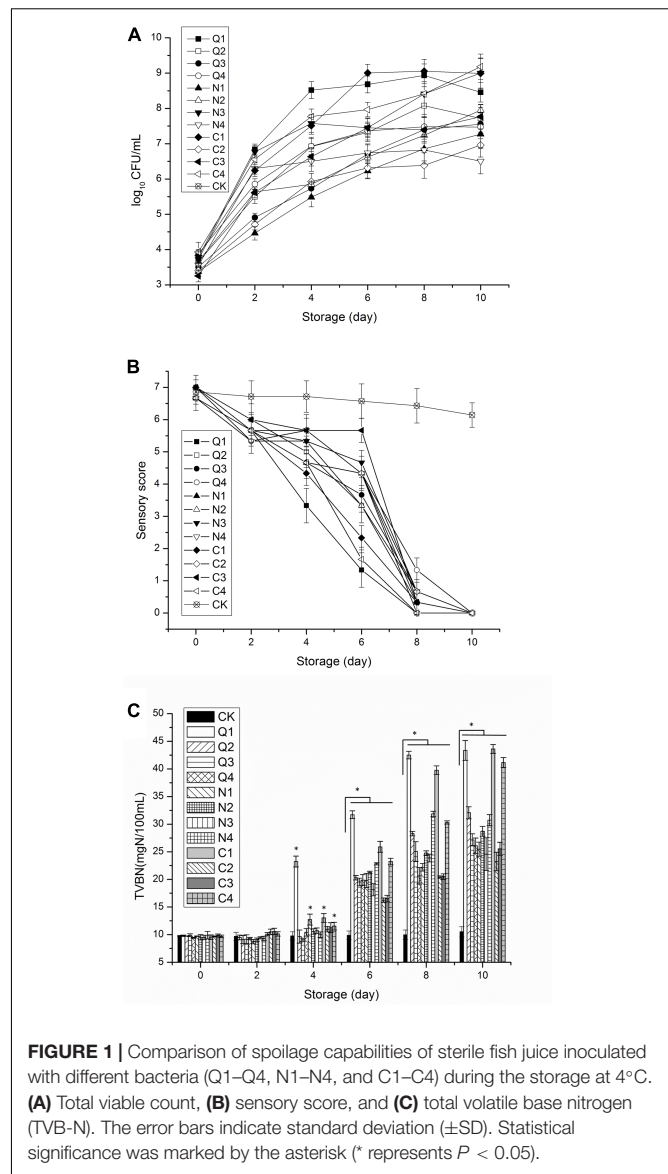 A
Q1
Q2
Q3
Q4
N1
N2
N3
N4
C1
C2
C3
C4
CK
10
9
8
7
6
5
4
3
log10 CFU/mL
0 2 4 6 8 10
Storage (day)
B
7
6
5
4
3
2
1
0
Sensory score
Q1
Q2
Q3
Q4
N1
N2
N3
N4
C1
C2
C3
C4
CK
0 2 4 6 8 10
Storage (day)
C
50
45
40
35
30
25
20
15
10
5
TVBN(mgN/100mL)
CK
Q1
Q2
Q3
Q4
N1
N2
N3
N4
C1
C2
C3
C4
* * * * * * *
0 2 4 6 8 10
Storage (day)
FIGURE 1 | Comparison of spoilage capabilities of sterile fish juice inoculated
with different bacteria (Q1–Q4, N1–N4, and C1–C4) during the storage at 4°C.
(A) Total viable count, (B) sensory score, and (C) total volatile base nitrogen
(TVB-N). The error bars indicate standard deviation (±SD). Statistical
significance was marked by the asterisk (* represents P < 0.05).